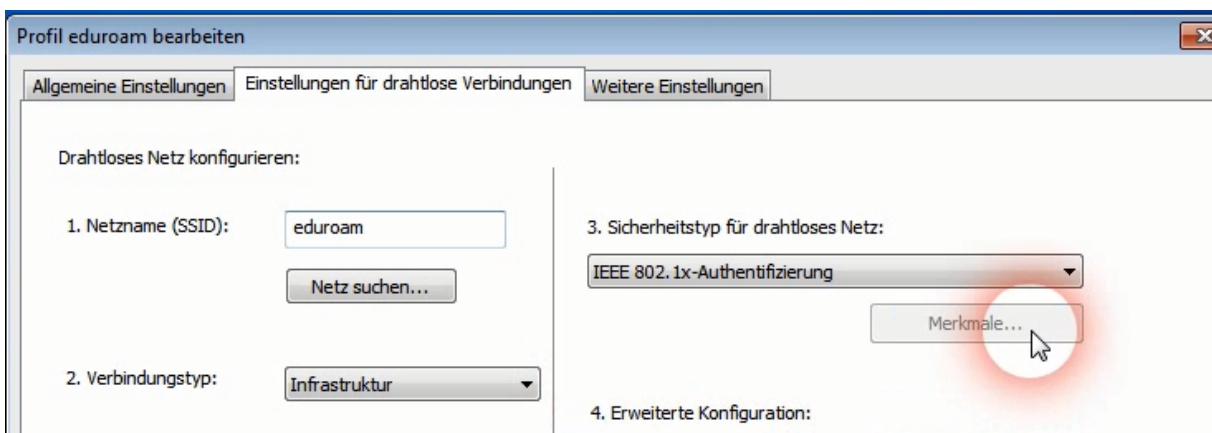 Profil eduroam bearbeiten
Allgemeine Einstellungen Einstellungen für drahtlose Verbindungen Weitere Einstellungen
Drahtloses Netz konfigurieren:
1. Netzname (SSID): eduroam
Netz suchen...
2. Verbindungstyp: Infrastruktur
3. Sicherheitstyp für drahtloses Netz:
IEEE 802.1x-Authentifizierung
Merkmale...
4. Erweiterte Konfiguration: